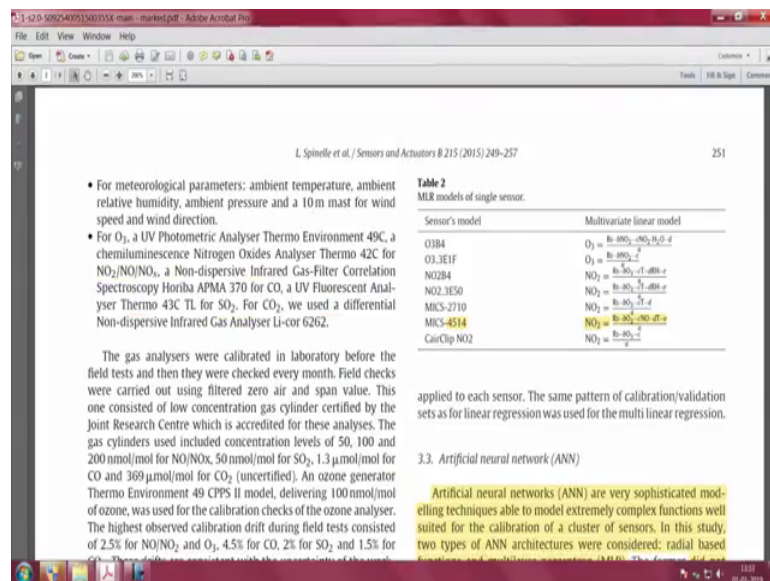 1-s2.0-S092540051500355X-main - marked.pdf - Adobe Acrobat Pro
File Edit View Window Help
Open Create
Customize
Tools Fill & Sign Comment
L. Spinelle et al. / Sensors and Actuators B 215 (2015) 249–257
251
• For meteorological parameters: ambient temperature, ambient
relative humidity, ambient pressure and a 10 m mast for wind
speed and wind direction.
• For O₃, a UV Photometric Analyser Thermo Environment 49C, a
chemiluminescence Nitrogen Oxides Analyser Thermo 42C for
NO₂/NO/NOₓ, a Non-dispersive Infrared Gas-Filter Correlation
Spectroscopy Horiba APMA 370 for CO, a UV Fluorescent Anal-
yser Thermo 43C TL for SO₂. For CO₂, we used a differential
Non-dispersive Infrared Gas Analyser Li-cor 6262.
The gas analysers were calibrated in laboratory before the
field tests and then they were checked every month. Field checks
were carried out using filtered zero air and span value. This
one consisted of low concentration gas cylinder certified by the
Joint Research Centre which is accredited for these analyses. The
gas cylinders used included concentration levels of 50, 100 and
200 nmol/mol for NO/NOx, 50 nmol/mol for SO₂, 1.3 μmol/mol for
CO and 369 μmol/mol for CO₂ (uncertified). An ozone generator
Thermo Environment 49 CPPS II model, delivering 100 nmol/mol
of ozone, was used for the calibration checks of the ozone analyser.
The highest observed calibration drift during field tests consisted
of 2.5% for NO/NO₂ and O₃, 4.5% for CO, 2% for SO₂ and 1.5% for
Table 2
MLR models of single sensor.
Sensor's model Multivariate linear model
O3B4 O₃ =
O3.3E1F O₃ =
NO2B4 NO₂ =
NO2.3E50 NO₂ =
MICS-2710 NO₂ =
MICS-4514 NO₂ =
CairClip NO2 NO₂ =
applied to each sensor. The same pattern of calibration/validation
sets as for linear regression was used for the multi linear regression.
3.3. Artificial neural network (ANN)
Artificial neural networks (ANN) are very sophisticated mod-
elling techniques able to model extremely complex functions well
suited for the calibration of a cluster of sensors. In this study,
two types of ANN architectures were considered: radial based